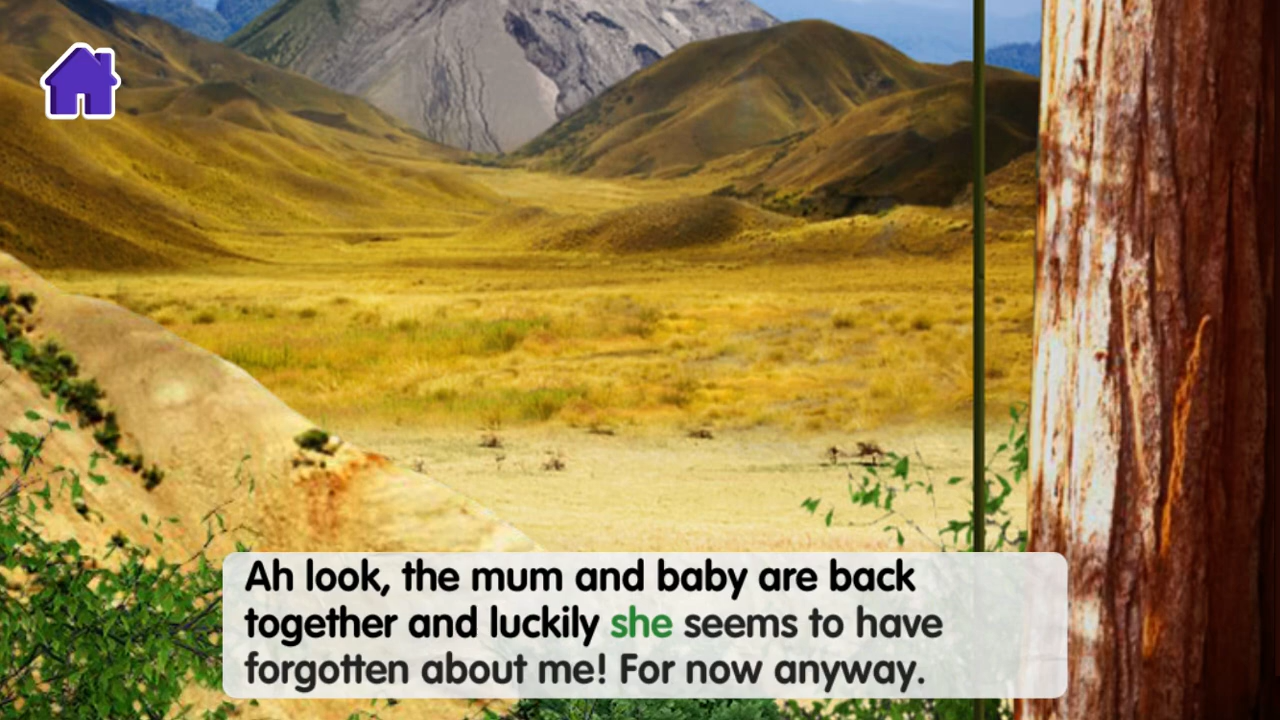 Ah look, the mum and baby are back
together and luckily she seems to have
forgotten about me! For now anyway.